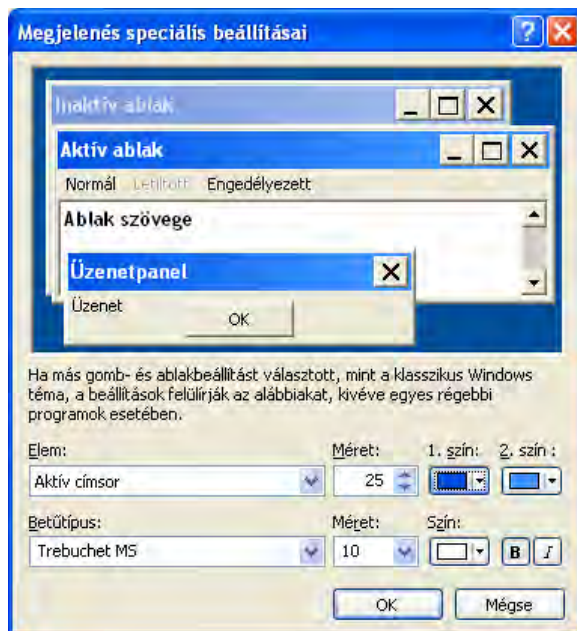 Megjelenés speciális beállításai
Inaktív ablak
Aktív ablak
Normál Letiltott Engedélyezett
Ablak szövege
Üzenetpanel
Üzenet
OK
Ha más gomb- és ablakbeállítást választott, mint a klasszikus Windows
téma, a beállítások felülírják az alábbiakat, kivéve egyes régebbi
programok esetében.
Elem: Méret: 1. szín: 2. szín :
Aktív címsor 25
Betűtípus: Méret: Szín:
Trebuchet MS 10 B I
OK Mégse